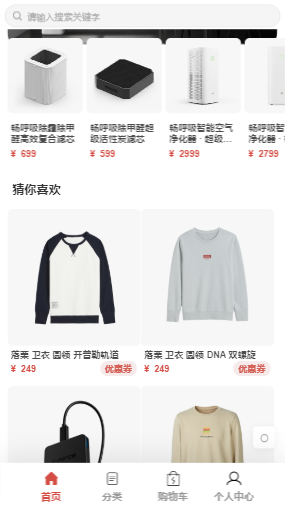 请输入搜索关键字
畅呼吸除霾除甲醛高效复合滤芯
¥ 699
畅呼吸除甲醛超级活性炭滤芯
¥ 599
畅呼吸智能空气净化器 · 超级...
¥ 2999
畅呼吸智能净化器 ·
¥ 2799
猜你喜欢
落莱 卫衣 圆领 开普勒轨道
¥ 249
优惠券
落莱 卫衣 圆领 DNA 双螺旋
¥ 249
优惠券
首页
分类
购物车
个人中心